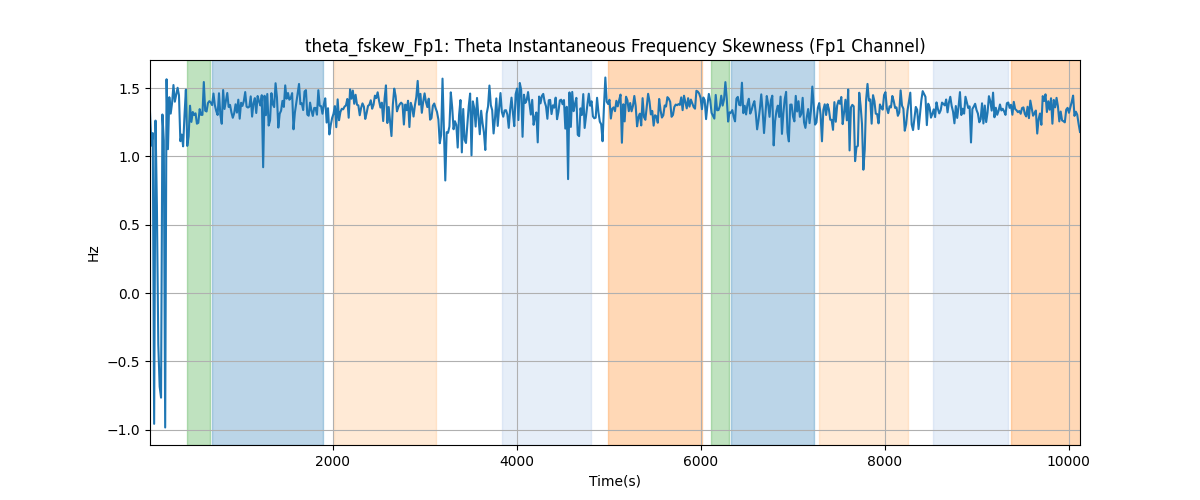 theta_fskew_Fp1: Theta Instantaneous Frequency Skewness (Fp1 Channel)
1.5
1.0
0.5
0.0
−0.5
−1.0
Hz
2000 4000 6000 8000 10000
Time(s)